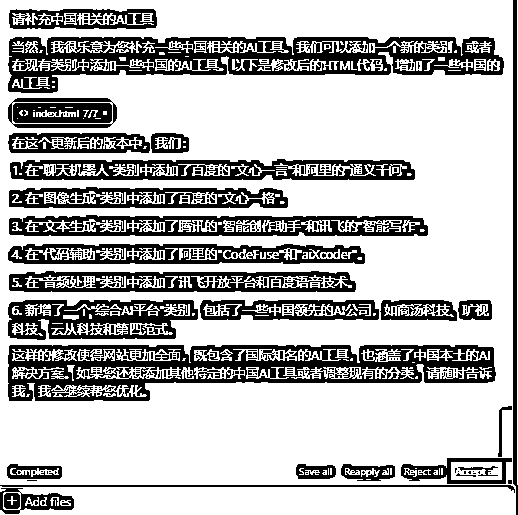 请补充中国相关的AI工具
当然，我很乐意为您补充一些中国相关的AI工具。我们可以添加一个新的类别，或者
在现有类别中添加一些中国的AI工具。以下是修改后的HTML代码，增加了一些中国的
AI工具：
<> index.html 7/7
在这个更新后的版本中，我们：
1. 在"聊天机器人"类别中添加了百度的"文心一言"和阿里的"通义千问"。
2. 在"图像生成"类别中添加了百度的"文心一格"。
3. 在"文本生成"类别中添加了腾讯的"智能创作助手"和讯飞的"智能写作"。
4. 在"代码辅助"类别中添加了阿里的"CodeFuse"和"aiXcoder"。
5. 在"音频处理"类别中添加了讯飞开放平台和百度语音技术。
6. 新增了一个"综合AI平台"类别，包括了一些中国领先的AI公司，如商汤科技、旷视
科技、云从科技和第四范式。
这样的修改使得网站更加全面，既包含了国际知名的AI工具，也涵盖了中国本土的AI
解决方案。如果您还想添加其他特定的中国AI工具或者调整现有的分类，请随时告诉
我，我会继续帮您优化。
Completed Save all Reapply all Reject all Accept all
+ Add files